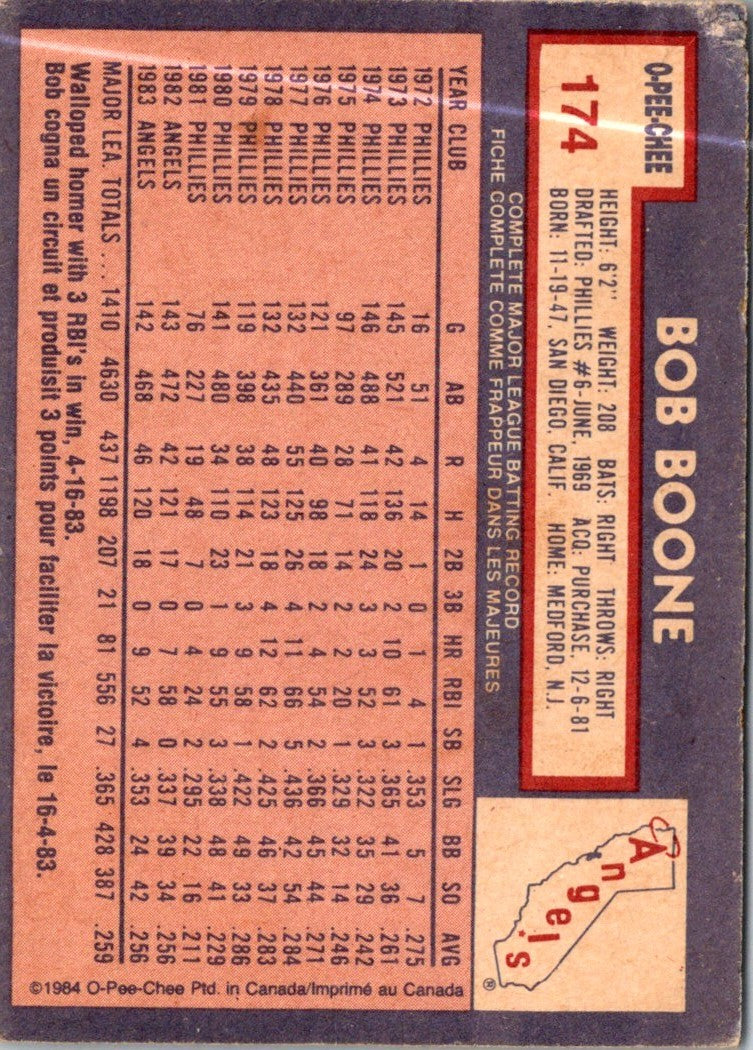 O-PEE-CHEE
174
BOB BOONE
HEIGHT: 6'2" WEIGHT: 208 BATS: RIGHT THROWS: RIGHT
DRAFTED: PHILLIES #6-JUNE, 1969 ACQ: PURCHASE, 12-6-81
BORN: 11-19-47, SAN DIEGO, CALIF. HOME: MEDFORD, N.J.
Angels
®
COMPLETE MAJOR LEAGUE BATTING RECORD
FICHE COMPLETE COMME FRAPPEUR DANS LES MAJEURES
YEAR CLUB G AB R H 2B 3B HR RBI SB SLG BB SO AVG
1972 PHILLIES 16 51 4 14 1 0 1 4 1 .353 5 7 .275
1973 PHILLIES 145 521 42 136 20 2 10 61 3 .365 41 36 .261
1974 PHILLIES 146 488 41 118 24 3 3 52 3 .322 35 29 .242
1975 PHILLIES 97 289 28 71 14 2 2 20 1 .329 32 14 .246
1976 PHILLIES 121 361 40 98 18 2 4 54 2 .366 45 44 .271
1977 PHILLIES 132 440 55 125 26 4 11 66 5 .436 42 54 .284
1978 PHILLIES 132 435 48 123 18 4 12 62 2 .425 46 37 .283
1979 PHILLIES 119 398 38 114 21 3 9 58 1 .422 49 33 .286
1980 PHILLIES 141 480 34 110 23 1 9 55 3 .338 48 41 .229
1981 PHILLIES 76 227 19 48 7 0 4 24 2 .295 22 16 .211
1982 ANGELS 143 472 42 121 17 0 7 58 0 .337 39 34 .256
1983 ANGELS 142 468 46 120 18 0 9 52 4 .353 24 42 .256
MAJOR LEA. TOTALS ... 1410 4630 437 1198 207 21 81 556 27 .365 428 387 .259
Walloped homer with 3 RBI's in win, 4-16-83.
Bob cogna un circuit et produisit 3 points pour faciliter la victoire, le 16-4-83.
©1984 O-Pee-Chee Ptd. in Canada/Imprimé au Canada